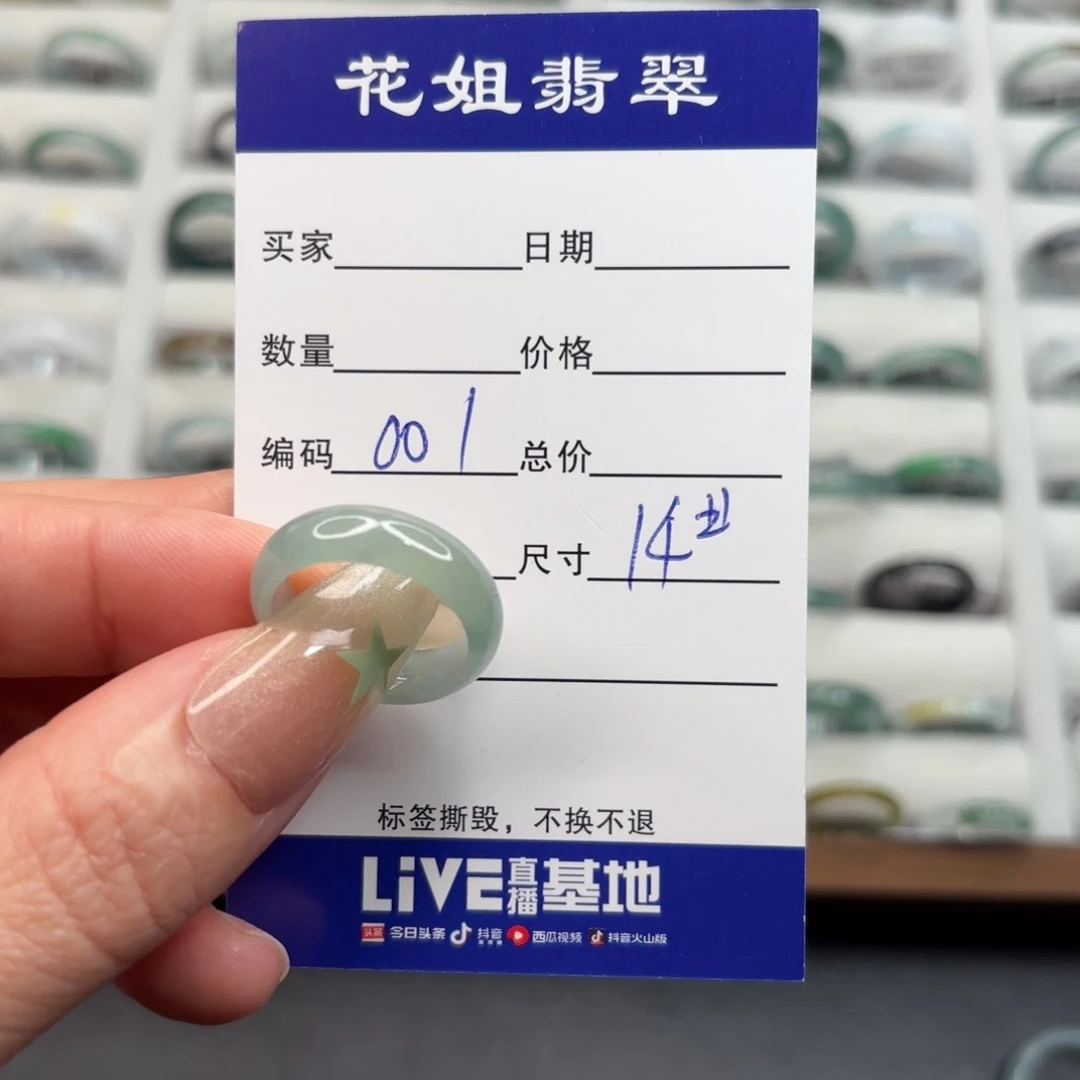 花姐翡翠
买家 日期
数量 价格
编码 001 总价
尺寸 14
标签撕毁，不换不退
LiVE直播基地
头条 今日头条 抖音 西瓜视频 抖音火山版